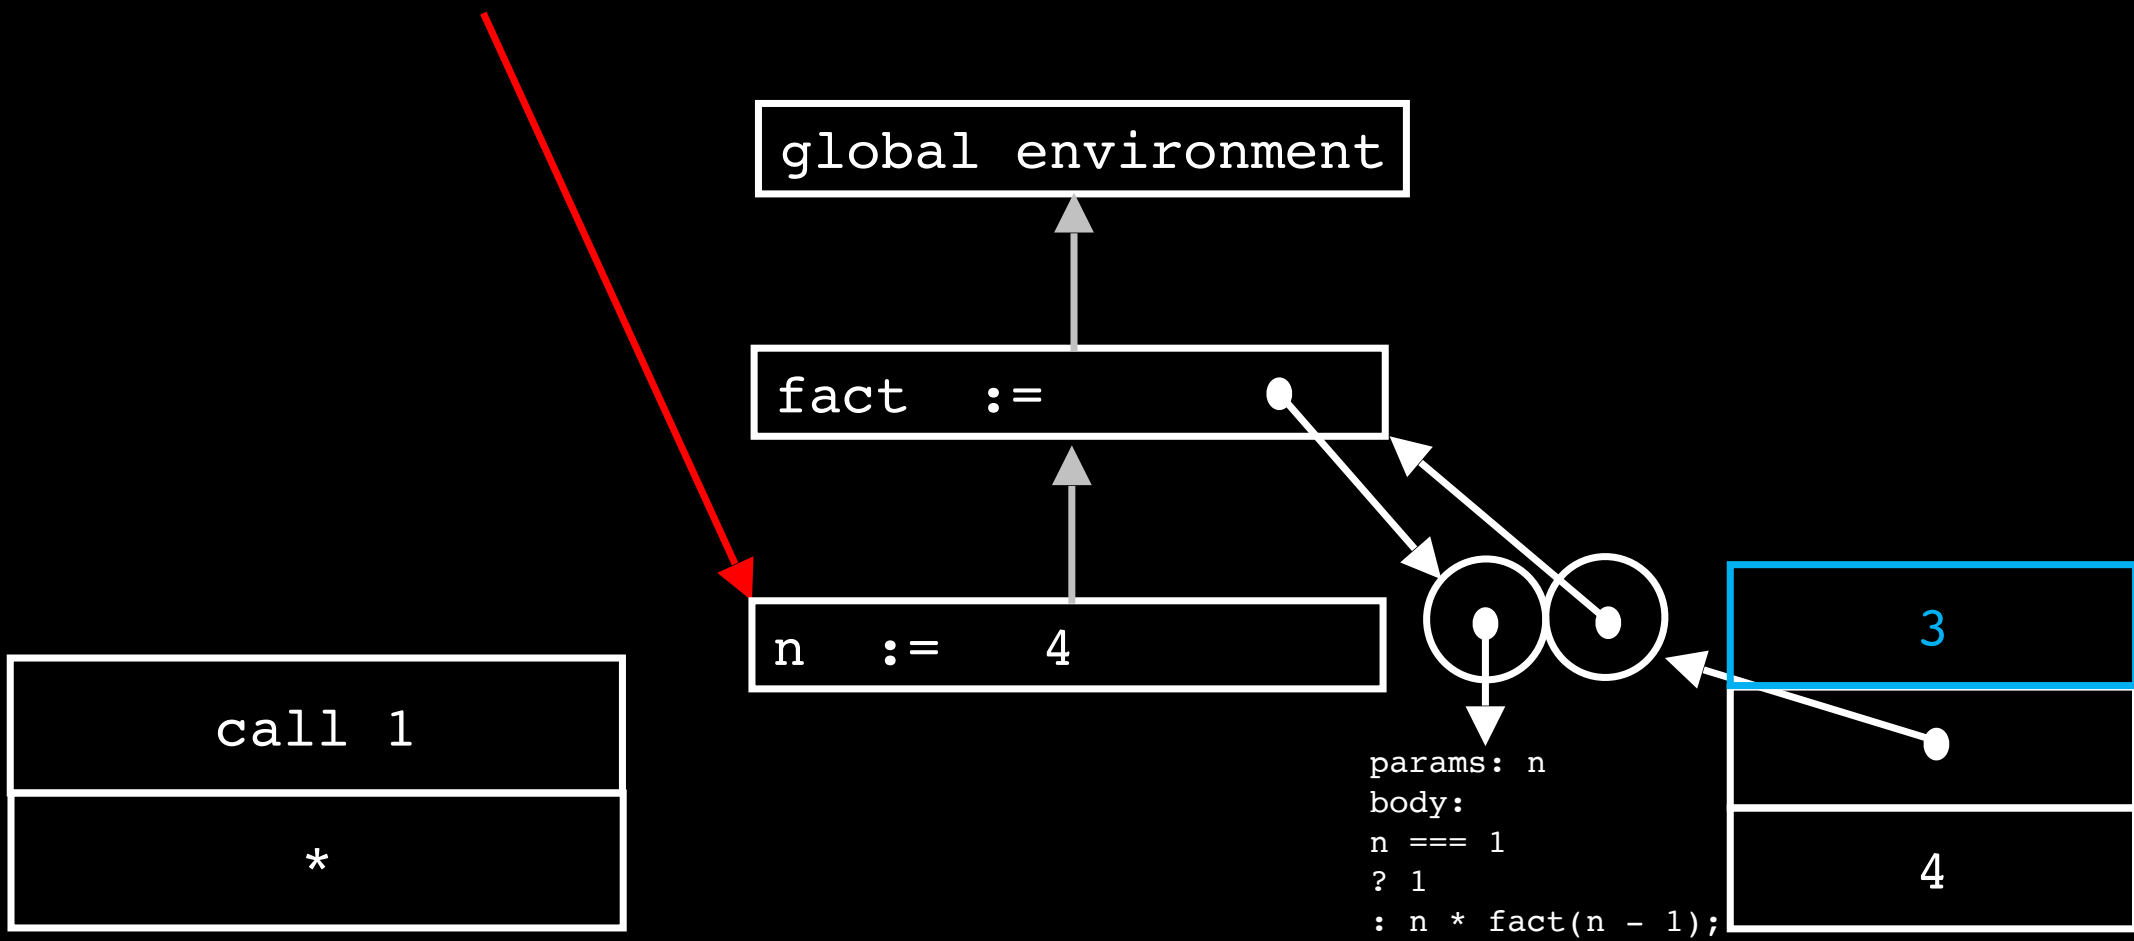 global environment
fact :=
n := 4
call 1
*
params: n
body:
n === 1
? 1
: n * fact(n - 1);
3
4